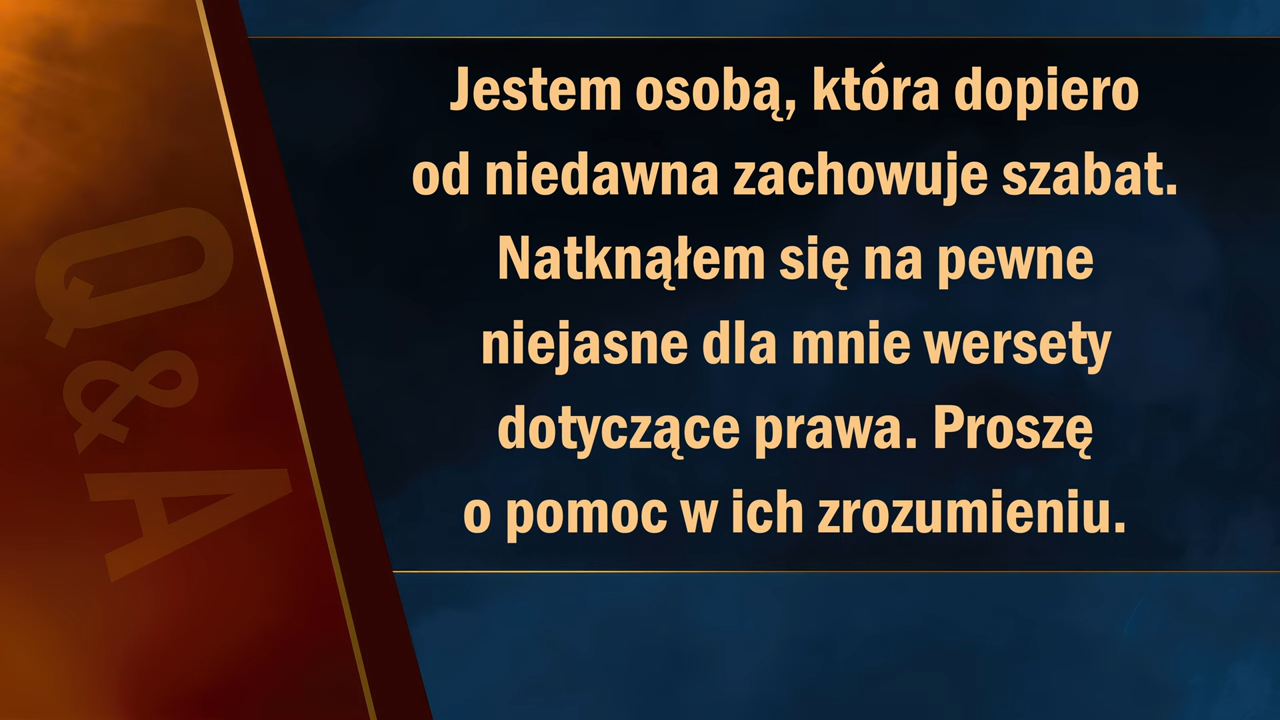 Jestem osobą, która dopiero
od niedawna zachowuje szabat.
Natknąłem się na pewne
niejasne dla mnie wersety
dotyczące prawa. Proszę
o pomoc w ich zrozumieniu.
Q&A